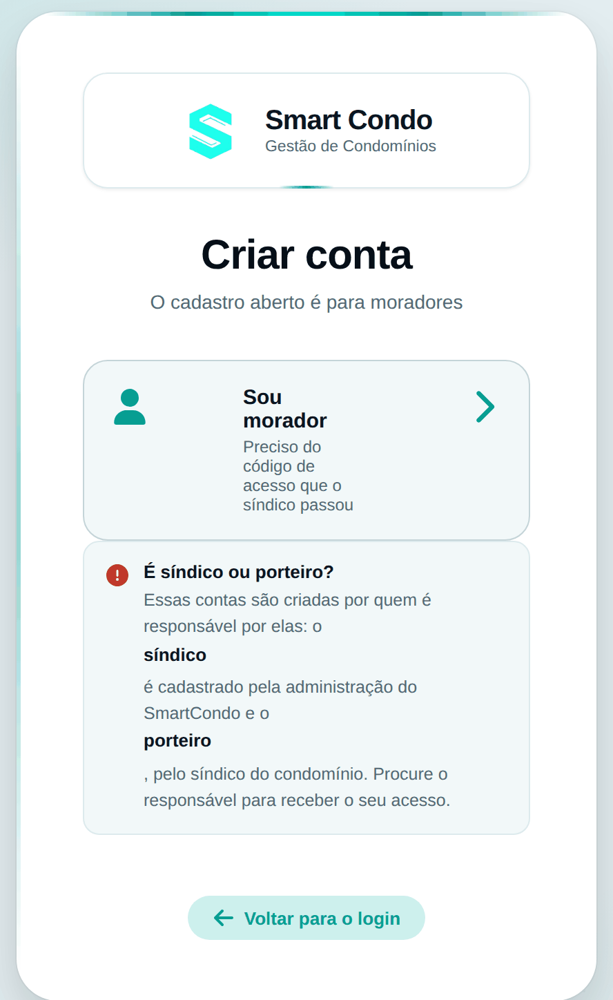 Smart Condo
Gestão de Condomínios
Criar conta
O cadastro aberto é para moradores
Sou
morador
Preciso do
código de
acesso que o
síndico passou
É síndico ou porteiro?
Essas contas são criadas por quem é
responsável por elas: o
síndico
é cadastrado pela administração do
SmartCondo e o
porteiro
, pelo síndico do condomínio. Procure o
responsável para receber o seu acesso.
Voltar para o login